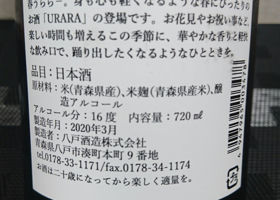 春うらら〜。身も心も軽くなるような春にぴったりの
お酒「URARA」の登場です。お花見やお祝い事など、
楽しい時間も増えるこの季節に、華やかな香りと軽快
な飲み口で、踊り出したくなるようなひとときを。
品目：日本酒
原材料：米(青森県産)、米麹(青森県産米)、醸
造アルコール
アルコール分：16度　内容量：720㎖
製造年月：2020年3月
製造者：八戸酒造株式会社
青森県八戸市湊町本町9番地
tel.0178-33-1171/fax.0178-34-1174
お酒は二十歳になってから楽しく適量を。